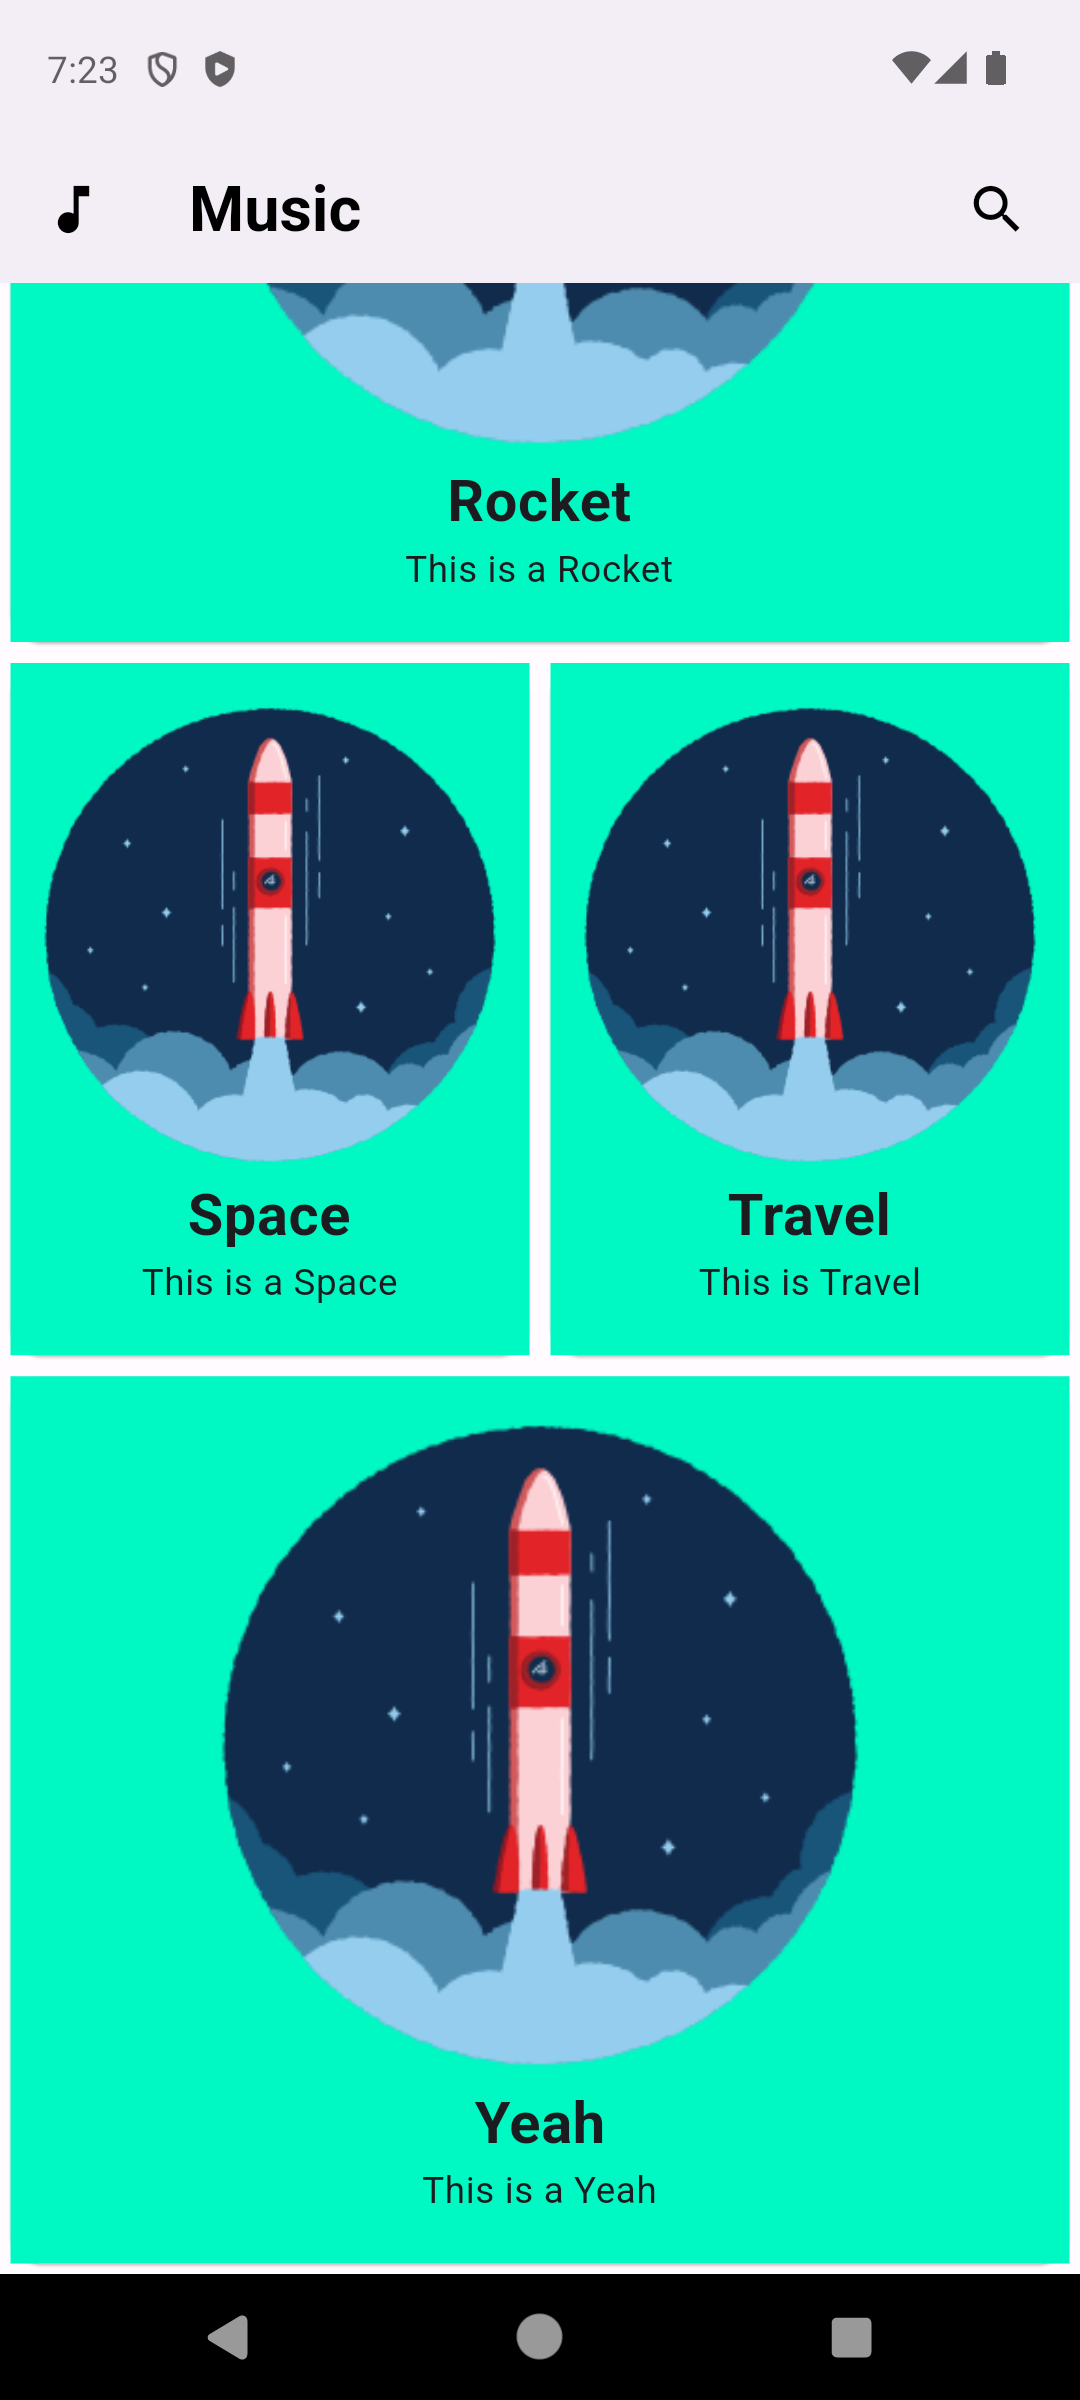 7:23
Music
Rocket
This is a Rocket
Space
This is a Space
Travel
This is Travel
Yeah
This is a Yeah